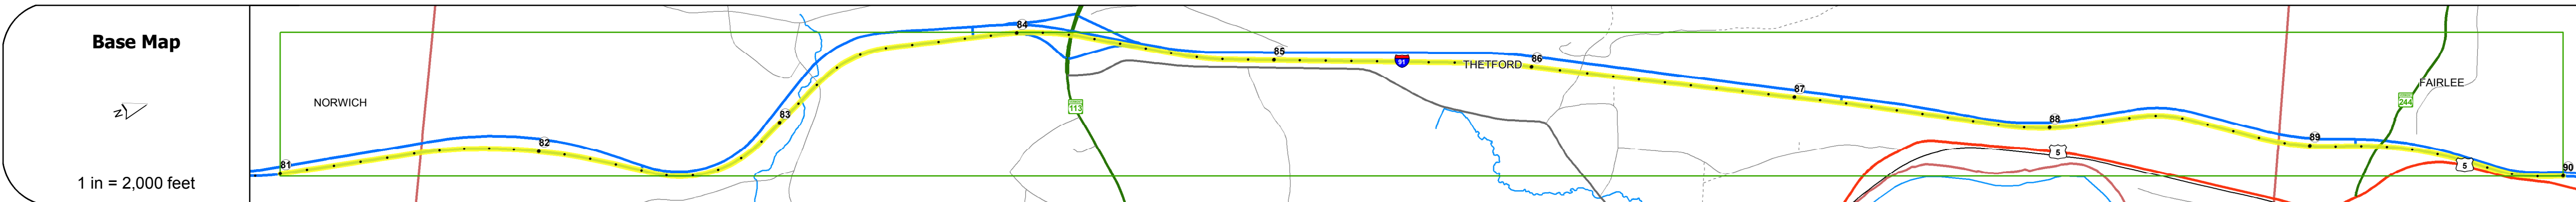 Base Map
N
1 in = 2,000 feet
NORWICH
81
82
83
84
113
85
91
THETFORD
86
87
88
5
89
244
FAIRLEE
5
90